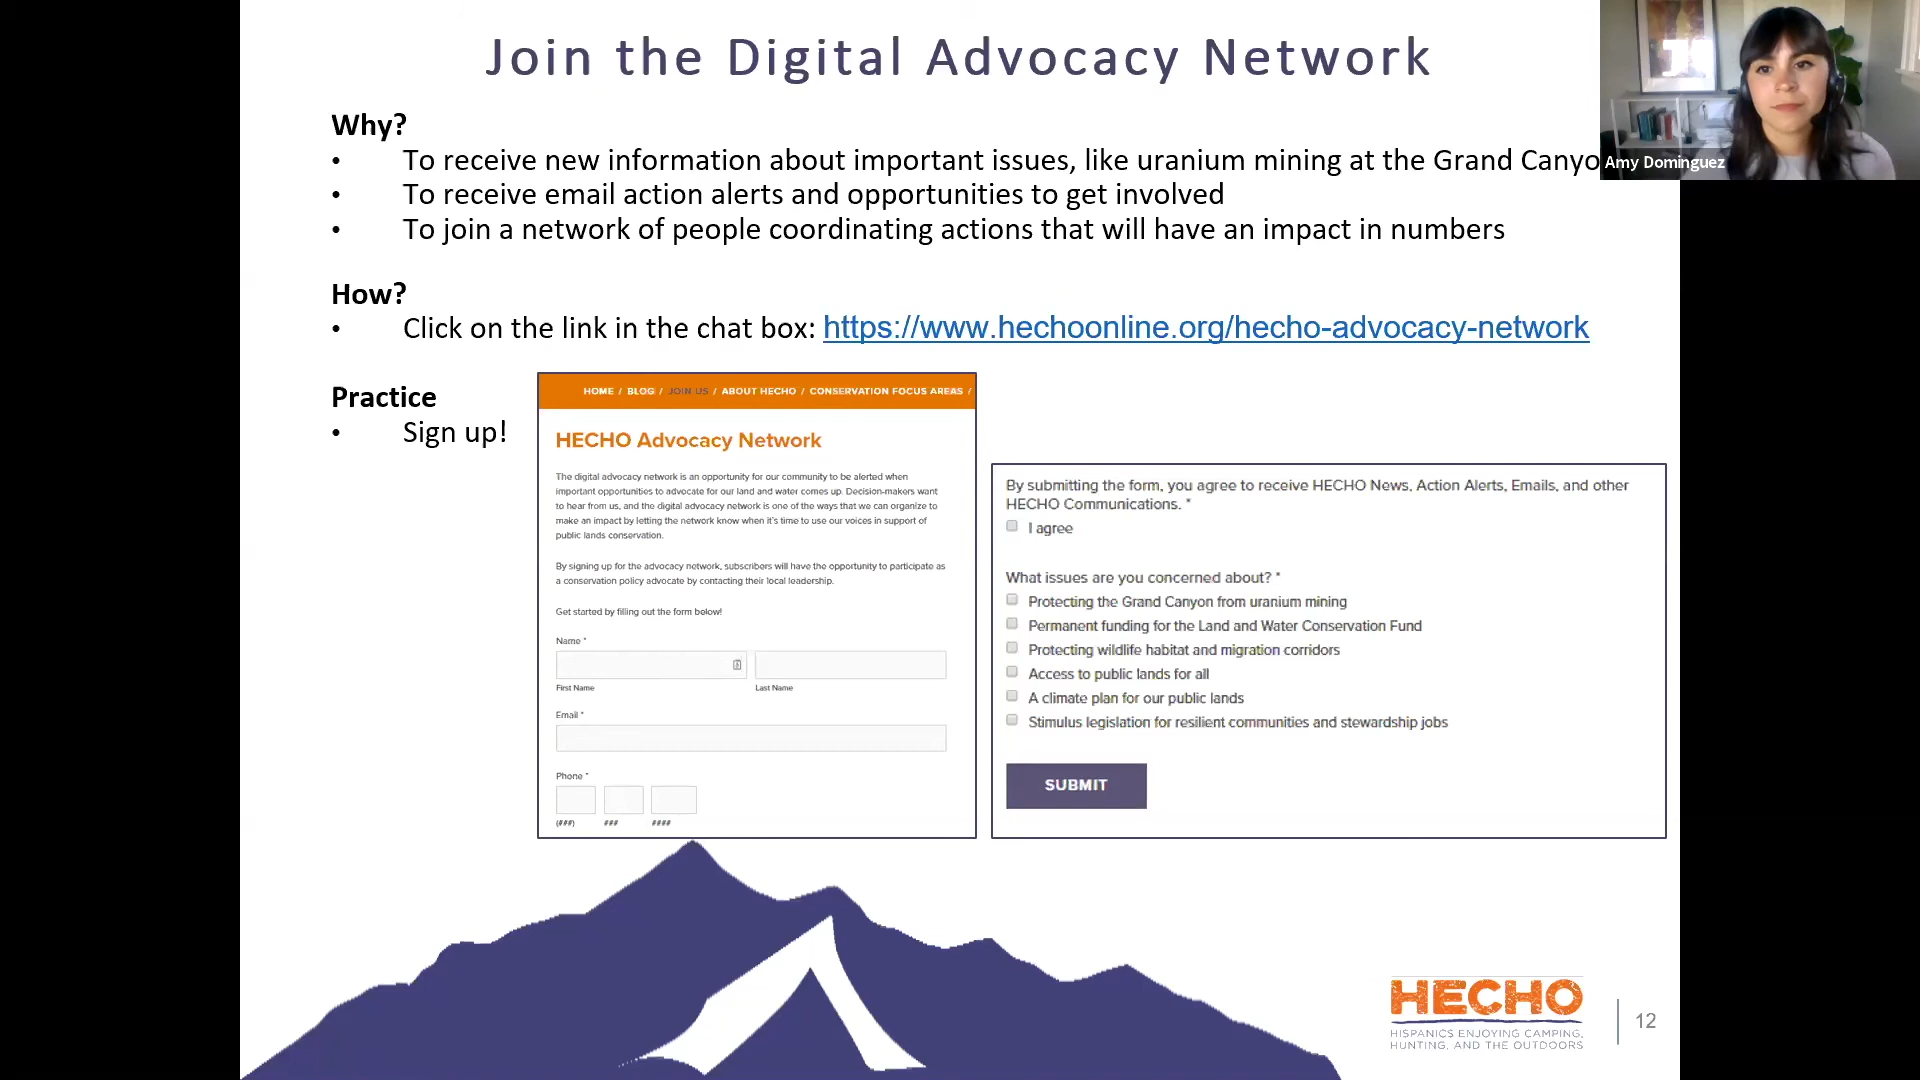 Join the Digital Advocacy Network
Amy Dominguez
Why?
• To receive new information about important issues, like uranium mining at the Grand Canyo
• To receive email action alerts and opportunities to get involved
• To join a network of people coordinating actions that will have an impact in numbers
How?
• Click on the link in the chat box: https://www.hechoonline.org/hecho-advocacy-network
Practice
• Sign up!
HOME / BLOG / JOIN US / ABOUT HECHO / CONSERVATION FOCUS AREAS /
HECHO Advocacy Network
The digital advocacy network is an opportunity for our community to be alerted when
important opportunities to advocate for our land and water comes up. Decision-makers want
to hear from us, and the digital advocacy network is one of the ways that we can organize to
make an impact by letting the network know when it's time to use our voices in support of
public lands conservation.
By signing up for the advocacy network, subscribers will have the opportunity to participate as
a conservation policy advocate by contacting their local leadership.
Get started by filling out the form below!
Name *
First Name
Last Name
Email *
Phone *
(###)
###
####
By submitting the form, you agree to receive HECHO News, Action Alerts, Emails, and other
HECHO Communications. *
I agree
What issues are you concerned about? *
Protecting the Grand Canyon from uranium mining
Permanent funding for the Land and Water Conservation Fund
Protecting wildlife habitat and migration corridors
Access to public lands for all
A climate plan for our public lands
Stimulus legislation for resilient communities and stewardship jobs
SUBMIT
HECHO
HISPANICS ENJOYING CAMPING,
HUNTING, AND THE OUTDOORS
12